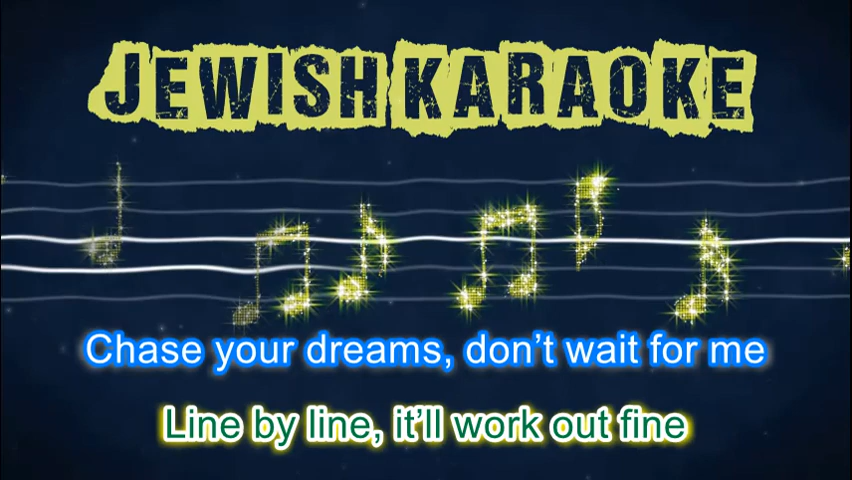 JEWISH KARAOKE
Chase your dreams, don’t wait for me
Line by line, it’ll work out fine